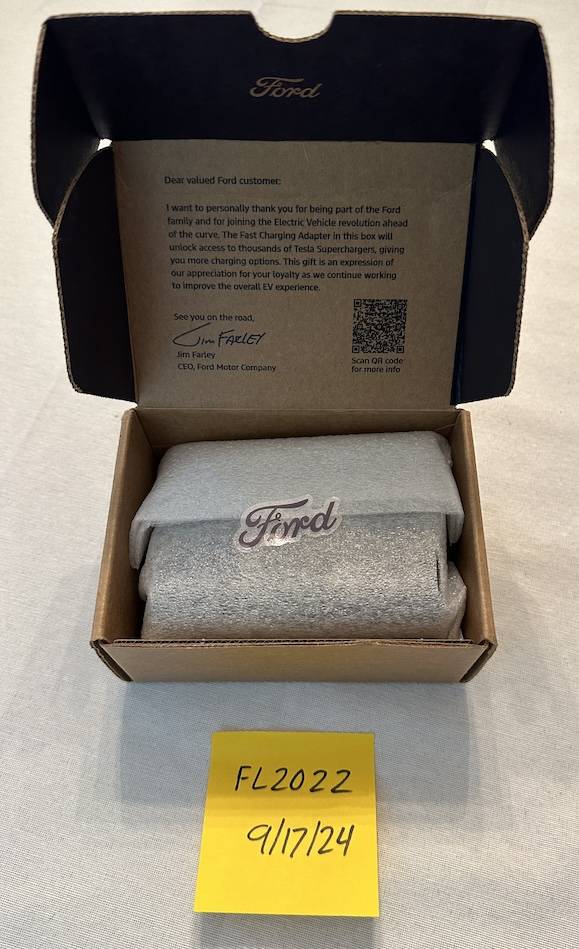 Ford
Dear valued Ford customer:
I want to personally thank you for being part of the Ford
family and for joining the Electric Vehicle revolution ahead
of the curve. The Fast Charging Adapter in this box will
unlock access to thousands of Tesla Superchargers, giving
you more charging options. This gift is an expression of
our appreciation for your loyalty as we continue working
to improve the overall EV experience.
See you on the road,
Jim FARLEY
Jim Farley
CEO, Ford Motor Company
Scan QR code
for more info
Ford
FL2022
9/17/24